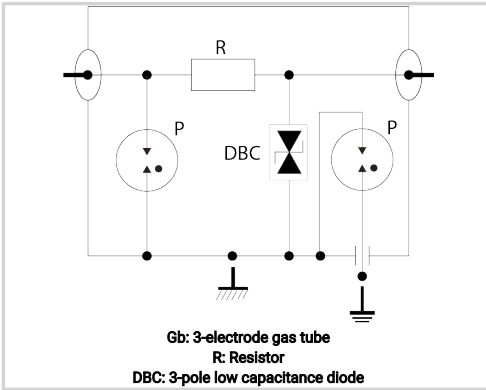 R
P
P
DBC
Gb: 3-electrode gas tube
R: Resistor
DBC: 3-pole low capacitance diode